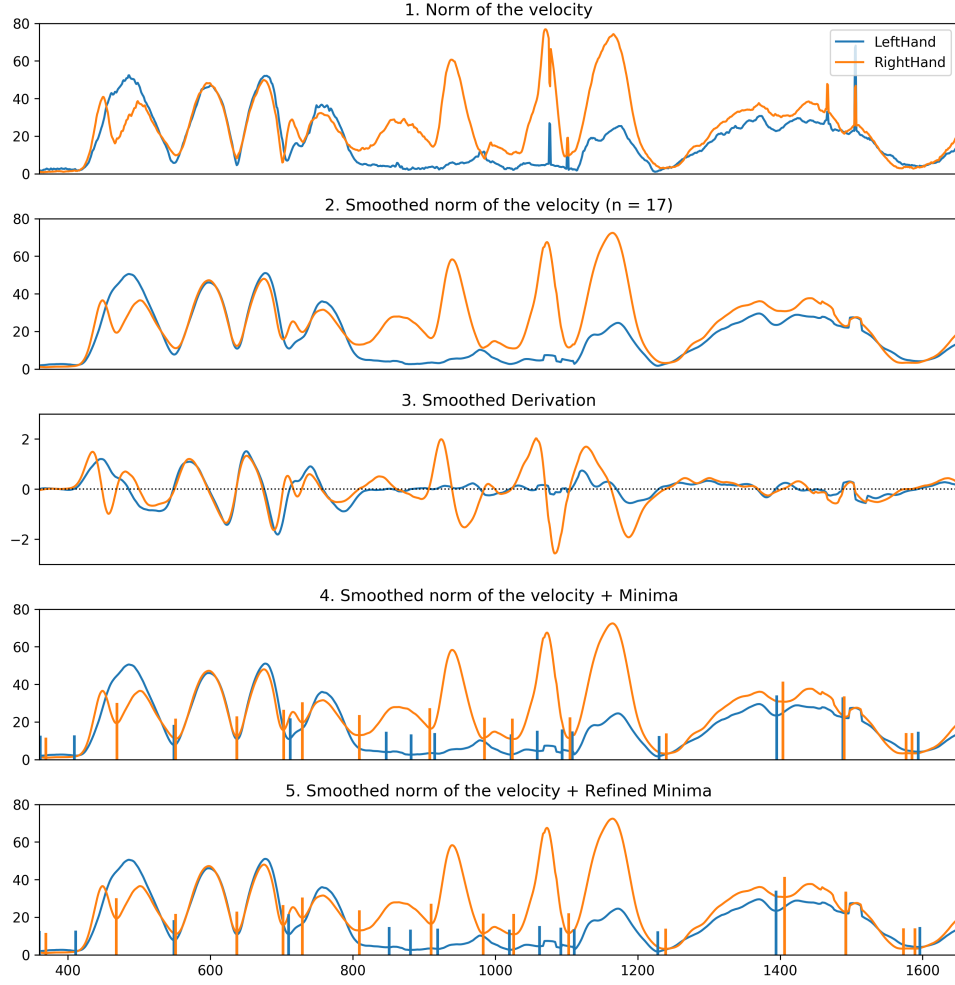 1. Norm of the velocity
80
60
40
20
0
LeftHand
RightHand
2. Smoothed norm of the velocity (n = 17)
80
60
40
20
0
3. Smoothed Derivation
2
0
−2
4. Smoothed norm of the velocity + Minima
80
60
40
20
0
5. Smoothed norm of the velocity + Refined Minima
80
60
40
20
0
400 600 800 1000 1200 1400 1600